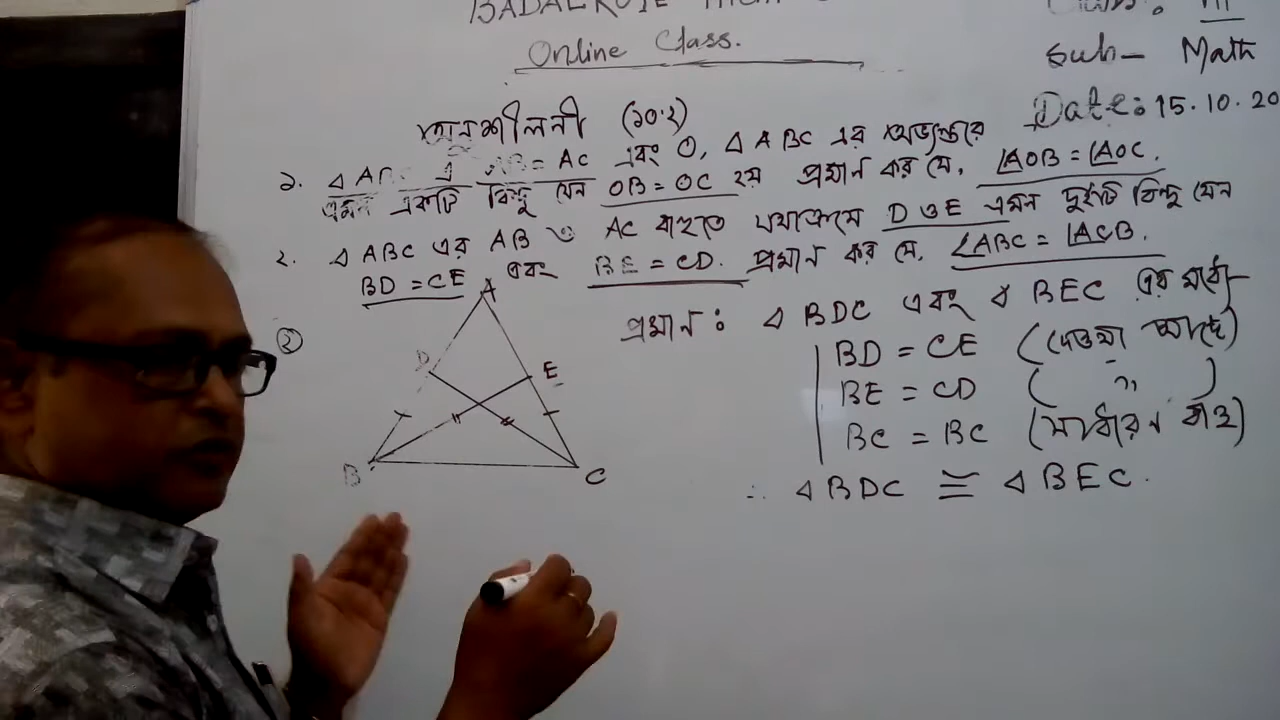 Online Class.
Sub- Math
Date: 15.10.20
অনুশীলনী (১০.২)
১. △ AB = AC এবং O, △ ABC এর অভ্যন্তরে
এমন একটি বিন্দু যেন OB = OC হয় প্রমান কর যে, ∠AOB = ∠AOC.
২. △ ABC এর AB ও AC বাহুতে যথাক্রমে D ও E এমন দুইটি বিন্দু যেন
BD = CE এবং BE = CD. প্রমান কর যে, ∠ABC = ∠ACB.
②
A
D
E
B
C
প্রমান : △ BDC এবং △ BEC এর মধ্যে-
BD = CE (দেওয়া আছে)
BE = CD ( " )
BC = BC (সাধারন বাহু)
∴ △ BDC ≅ △ BEC.